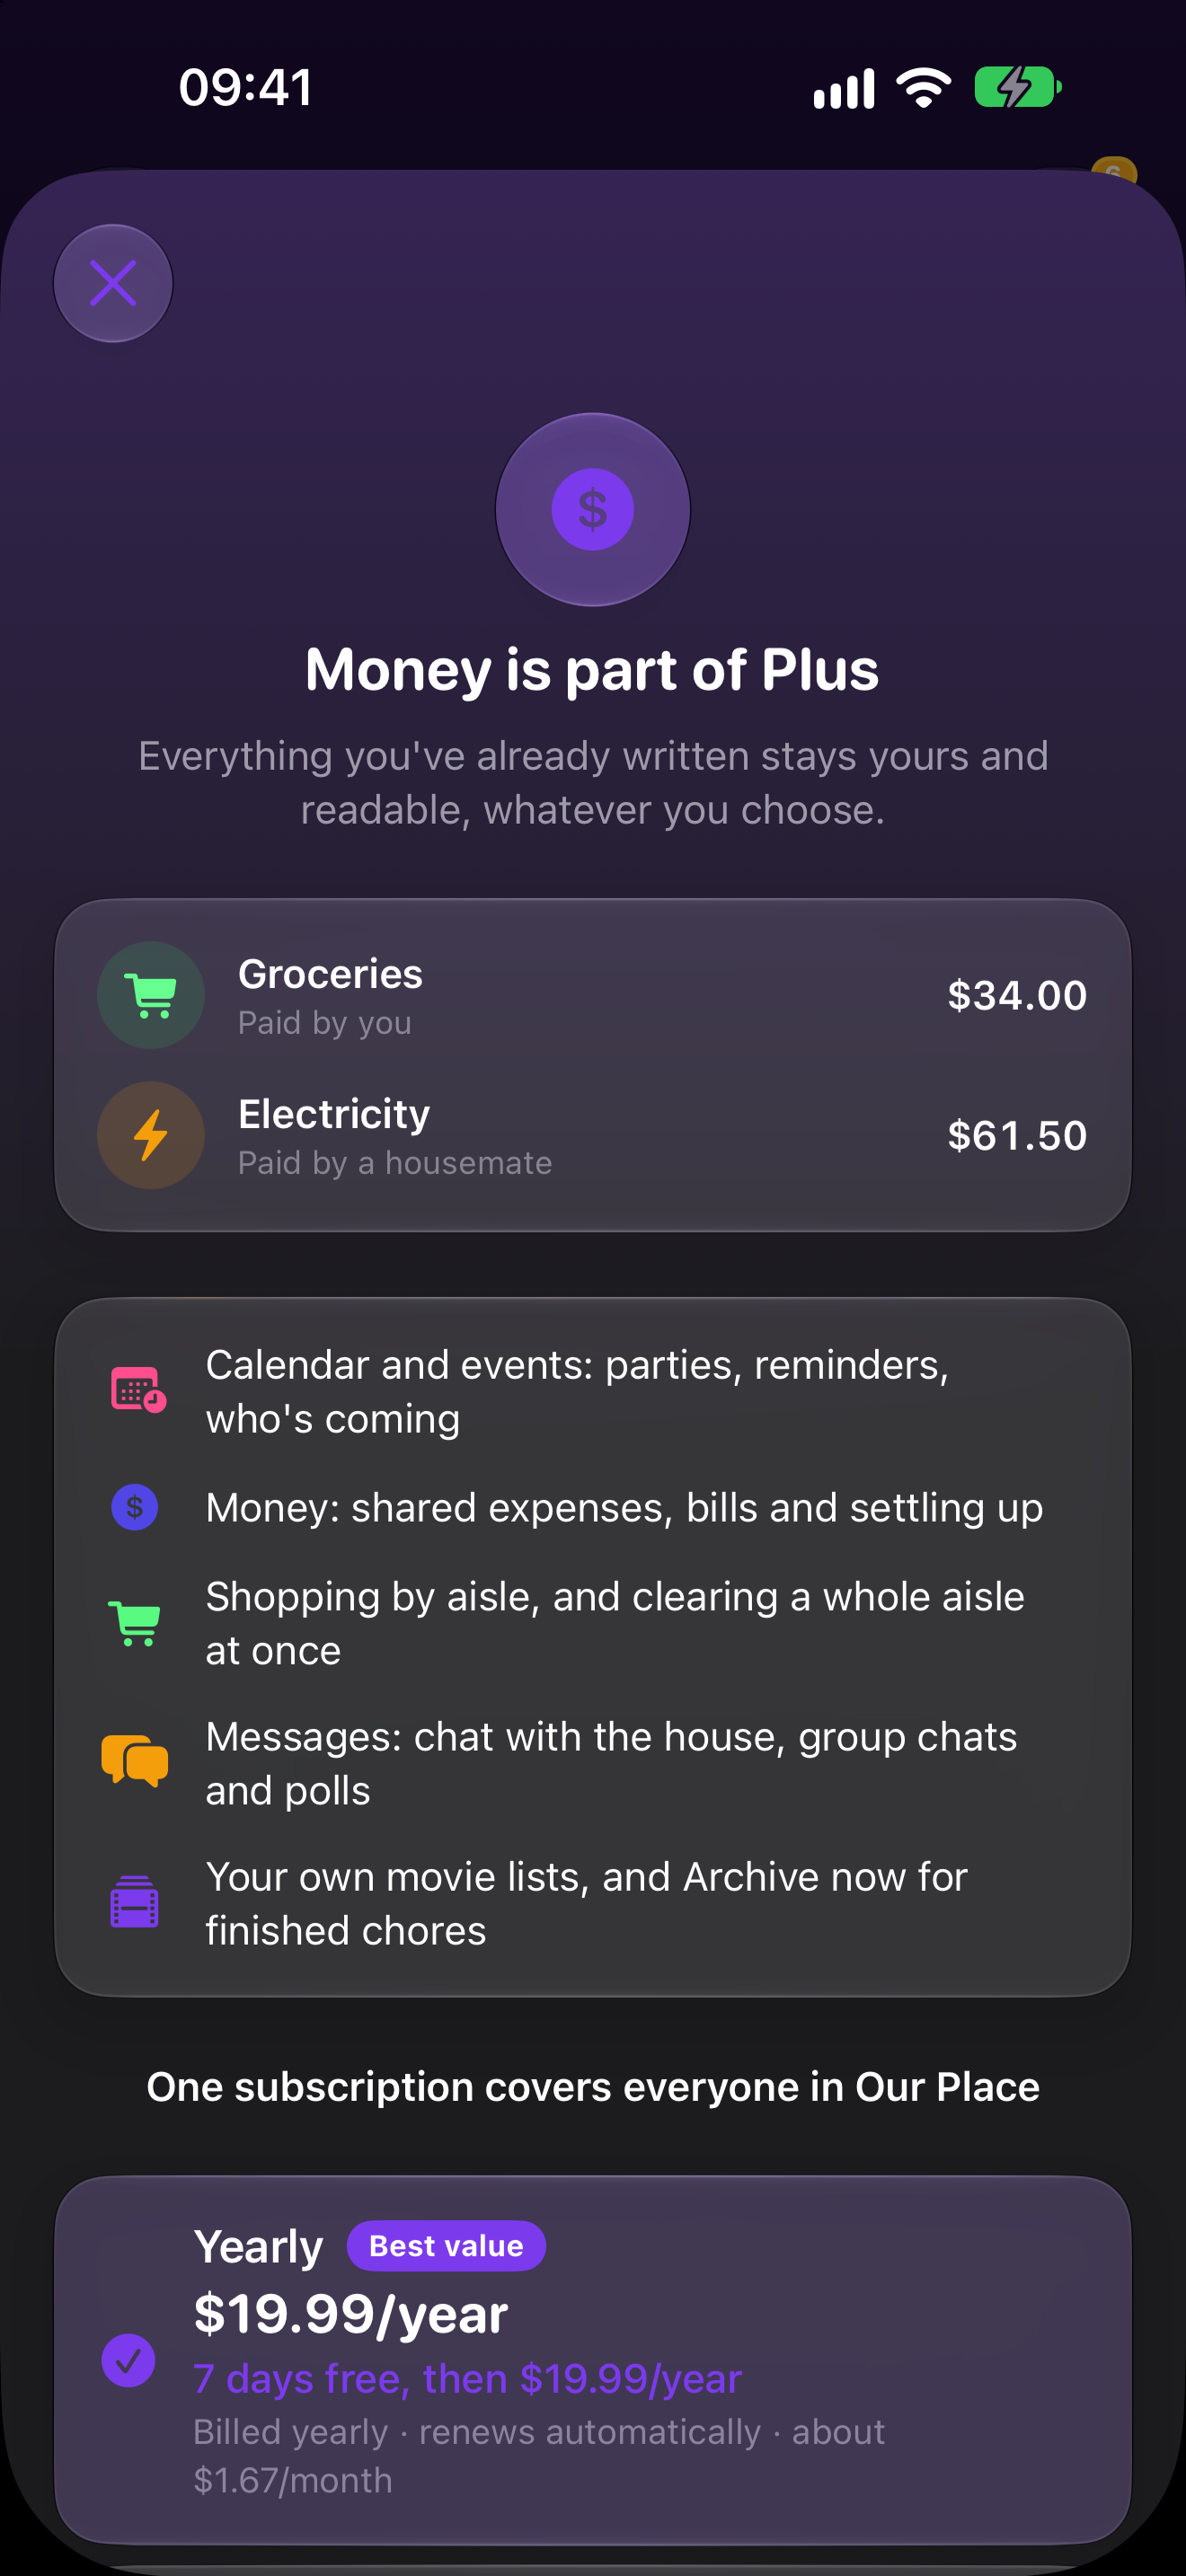 09:41
$
Money is part of Plus
Everything you've already written stays yours and
readable, whatever you choose.
Groceries
Paid by you
$34.00
Electricity
Paid by a housemate
$61.50
Calendar and events: parties, reminders,
who's coming
$
Money: shared expenses, bills and settling up
Shopping by aisle, and clearing a whole aisle
at once
Messages: chat with the house, group chats
and polls
Your own movie lists, and Archive now for
finished chores
One subscription covers everyone in Our Place
Yearly
Best value
$19.99/year
7 days free, then $19.99/year
Billed yearly · renews automatically · about
$1.67/month